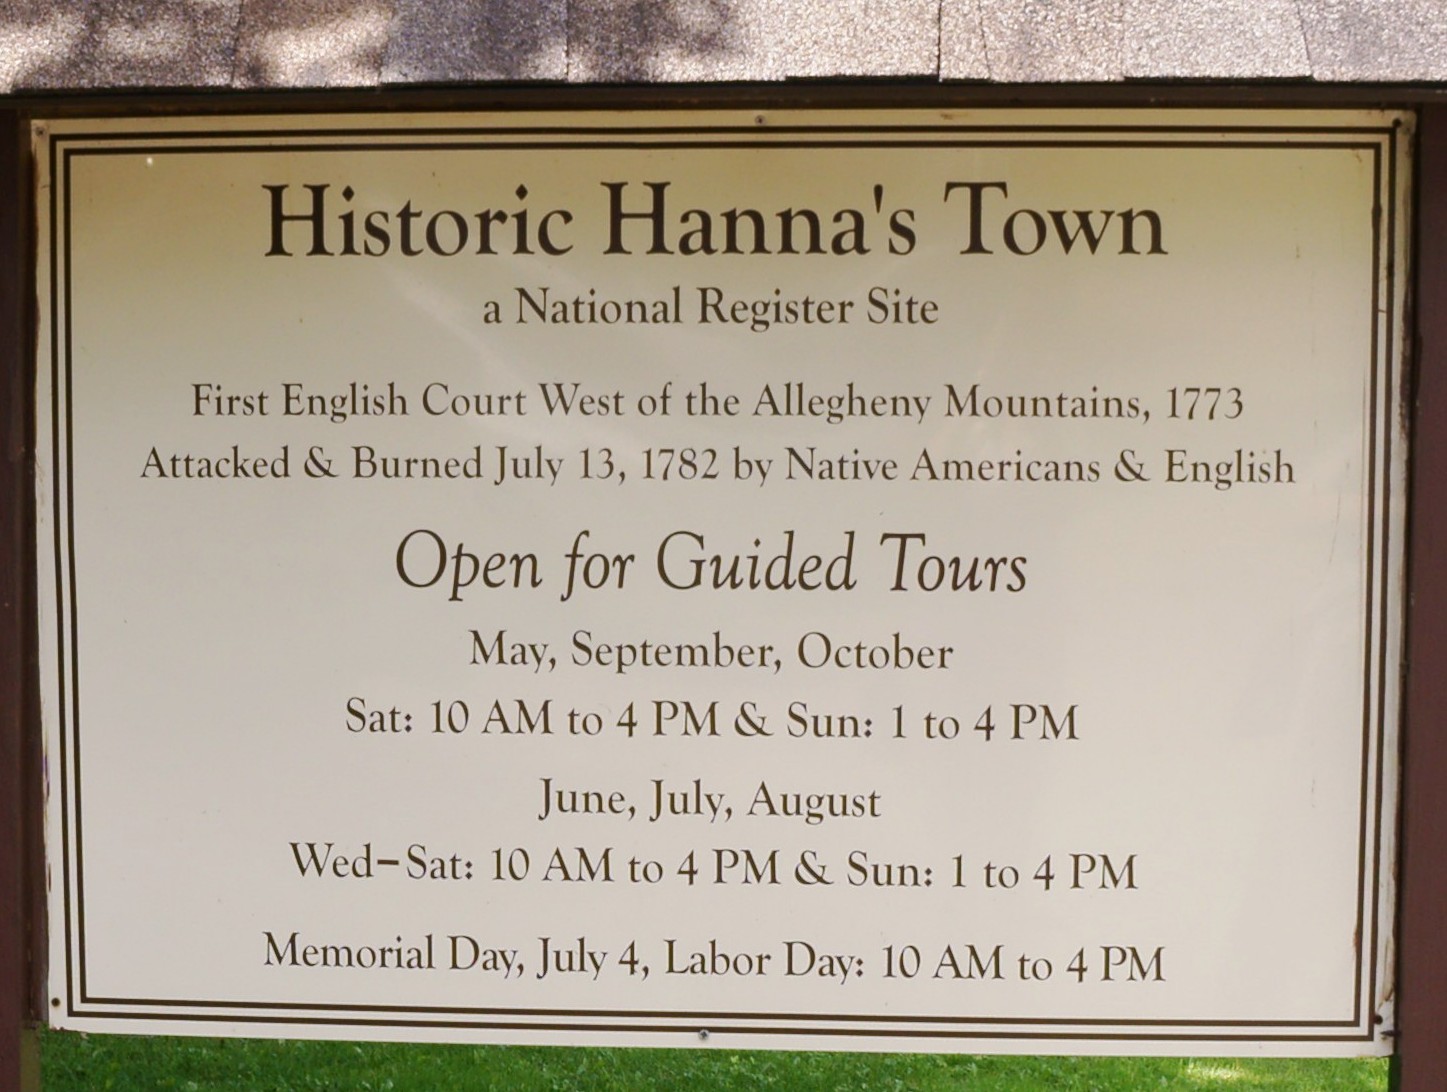 Historic Hanna's Town
a National Register Site
First English Court West of the Allegheny Mountains, 1773
Attacked & Burned July 13, 1782 by Native Americans & English
Open for Guided Tours
May, September, October
Sat: 10 AM to 4 PM & Sun: 1 to 4 PM
June, July, August
Wed–Sat: 10 AM to 4 PM & Sun: 1 to 4 PM
Memorial Day, July 4, Labor Day: 10 AM to 4 PM